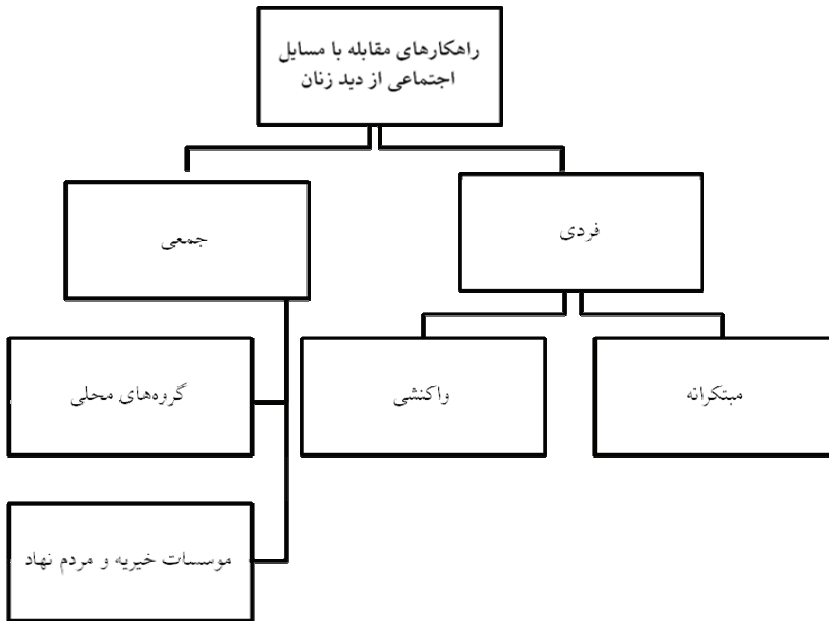 راهکارهای مقابله با مسایل
اجتماعی از دید زنان
فردی
جمعی
مبتکرانه
واکنشی
گروه‌های محلی
موسسات خیریه و مردم نهاد